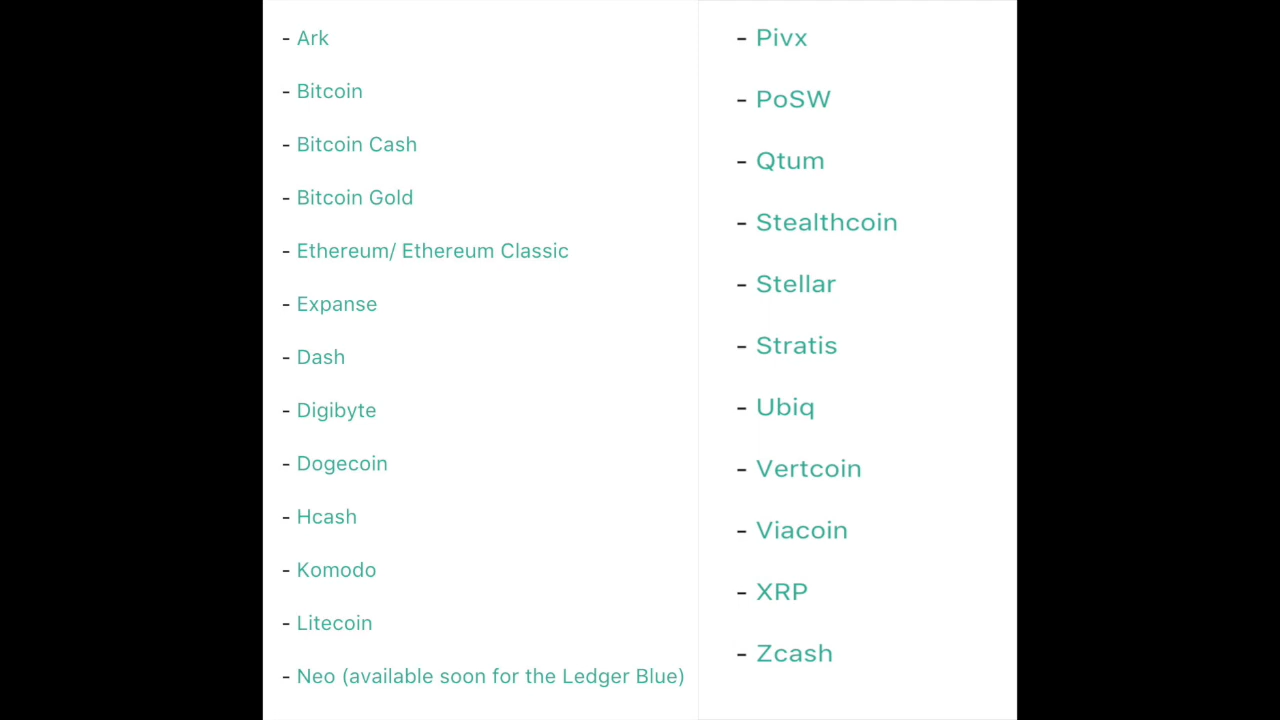 - Ark
- Bitcoin
- Bitcoin Cash
- Bitcoin Gold
- Ethereum/ Ethereum Classic
- Expanse
- Dash
- Digibyte
- Dogecoin
- Hcash
- Komodo
- Litecoin
- Neo (available soon for the Ledger Blue)
- Pivx
- PoSW
- Qtum
- Stealthcoin
- Stellar
- Stratis
- Ubiq
- Vertcoin
- Viacoin
- XRP
- Zcash